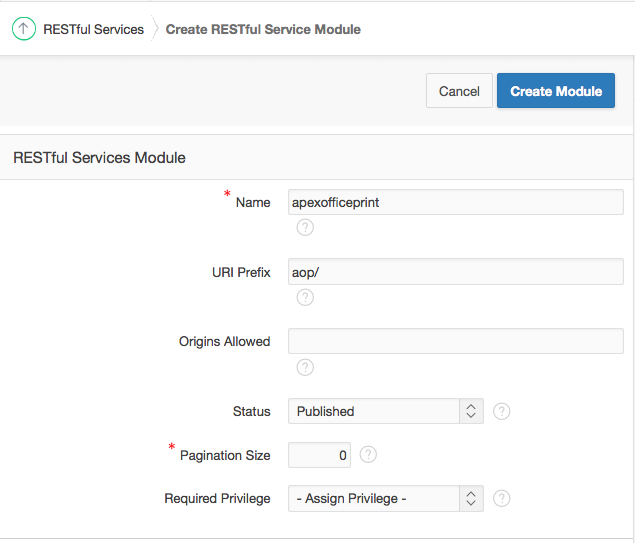 RESTful Services Create RESTful Service Module
Cancel Create Module
RESTful Services Module
* Name apexofficeprint
?
URI Prefix aop/
?
Origins Allowed
?
Status Published ?
* Pagination Size 0 ?
Required Privilege - Assign Privilege - ?